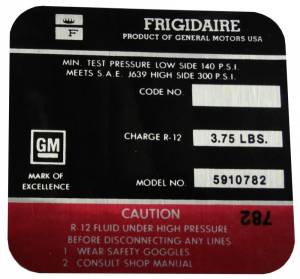 FRIGIDAIRE
F
PRODUCT OF GENERAL MOTORS USA
MIN. TEST PRESSURE LOW SIDE 140 P.S.I.
MEETS S.A.E. J639 HIGH SIDE 300 P.S.I.
CODE NO.
CHARGE R-12 3.75 LBS.
GM
MARK OF
EXCELLENCE
MODEL NO. 5910782
CAUTION
782
R-12 FLUID UNDER HIGH PRESSURE
BEFORE DISCONNECTING ANY LINES
1 WEAR SAFETY GOGGLES
2 CONSULT SHOP MANUAL